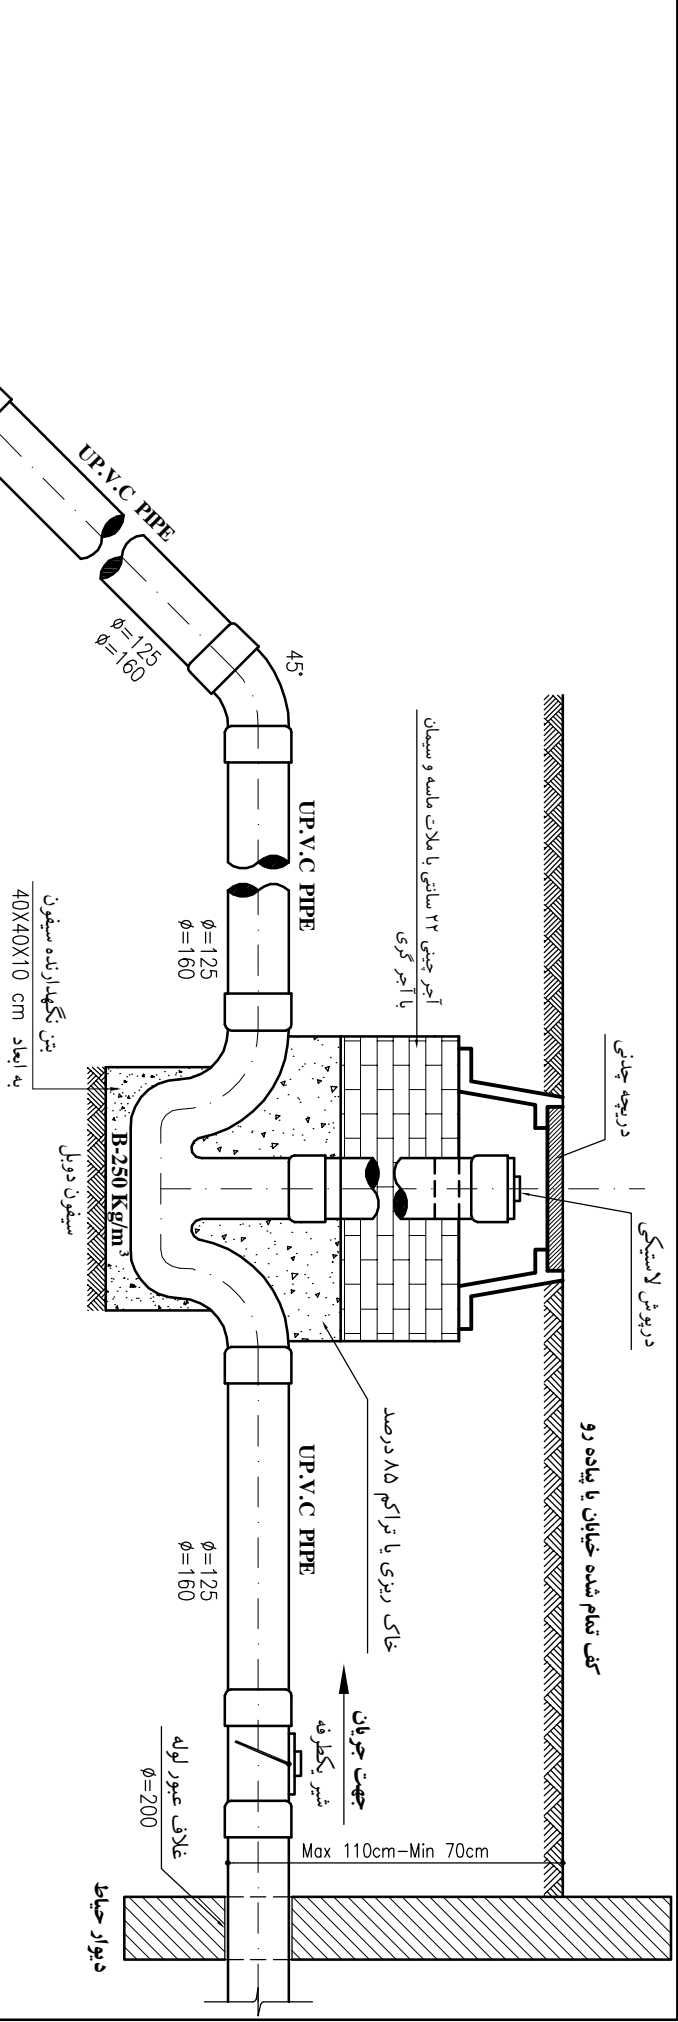 UP.V.C PIPE
ø=125
ø=160
45°
UP.V.C PIPE
ø=125
ø=160
آجر چینی ۲۲ سانتی با ملات ماسه و سیمان
با آجر گری
دریچه چدنی
درپوش لاستیکی
بتن نگهدارنده سیفون
به ابعاد 40X40X10 cm
B-250 Kg/m³
سیفون دوبل
کف تمام شده خیابان یا پیاده رو
خاک ریزی با تراکم ۸۵ درصد
UP.V.C PIPE
ø=125
ø=160
جهت جریان
شیر یکطرفه
Max 110cm-Min 70cm
غلاف عبور لوله
ø=200
دیوار حیاط